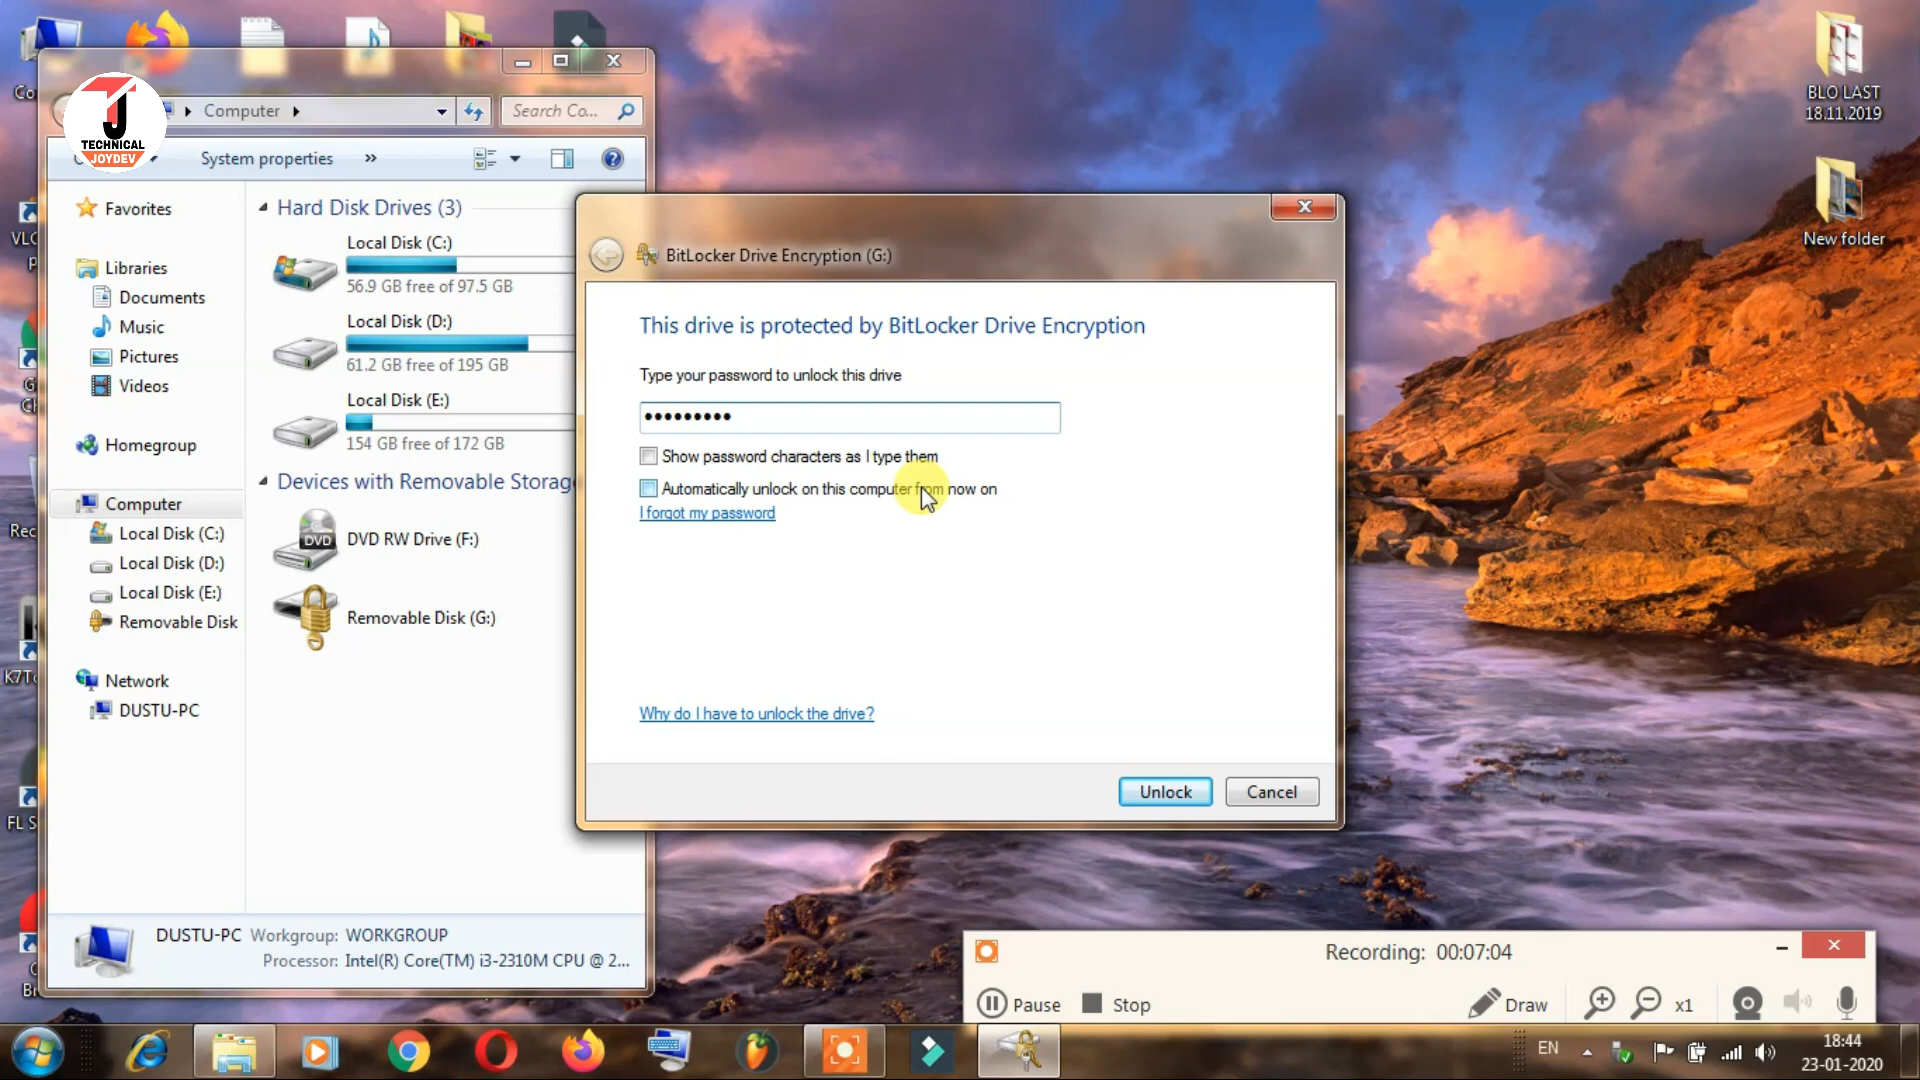 Computer
Search Co...
TJ
TECHNICAL
JOYDEV
System properties
»
Favorites
Libraries
Documents
Music
Pictures
Videos
Homegroup
Computer
Local Disk (C:)
Local Disk (D:)
Local Disk (E:)
Removable Disk
Network
DUSTU-PC
Hard Disk Drives (3)
Local Disk (C:)
56.9 GB free of 97.5 GB
Local Disk (D:)
61.2 GB free of 195 GB
Local Disk (E:)
154 GB free of 172 GB
Devices with Removable Storag
DVD
DVD RW Drive (F:)
Removable Disk (G:)
DUSTU-PC Workgroup: WORKGROUP
Processor: Intel(R) Core(TM) i3-2310M CPU @ 2...
BitLocker Drive Encryption (G:)
This drive is protected by BitLocker Drive Encryption
Type your password to unlock this drive
•••••••••
Show password characters as I type them
Automatically unlock on this computer from now on
I forgot my password
Why do I have to unlock the drive?
Unlock
Cancel
BLO LAST
18.11.2019
New folder
Recording: 00:07:04
Pause
Stop
Draw
x1
EN
18:44
23-01-2020